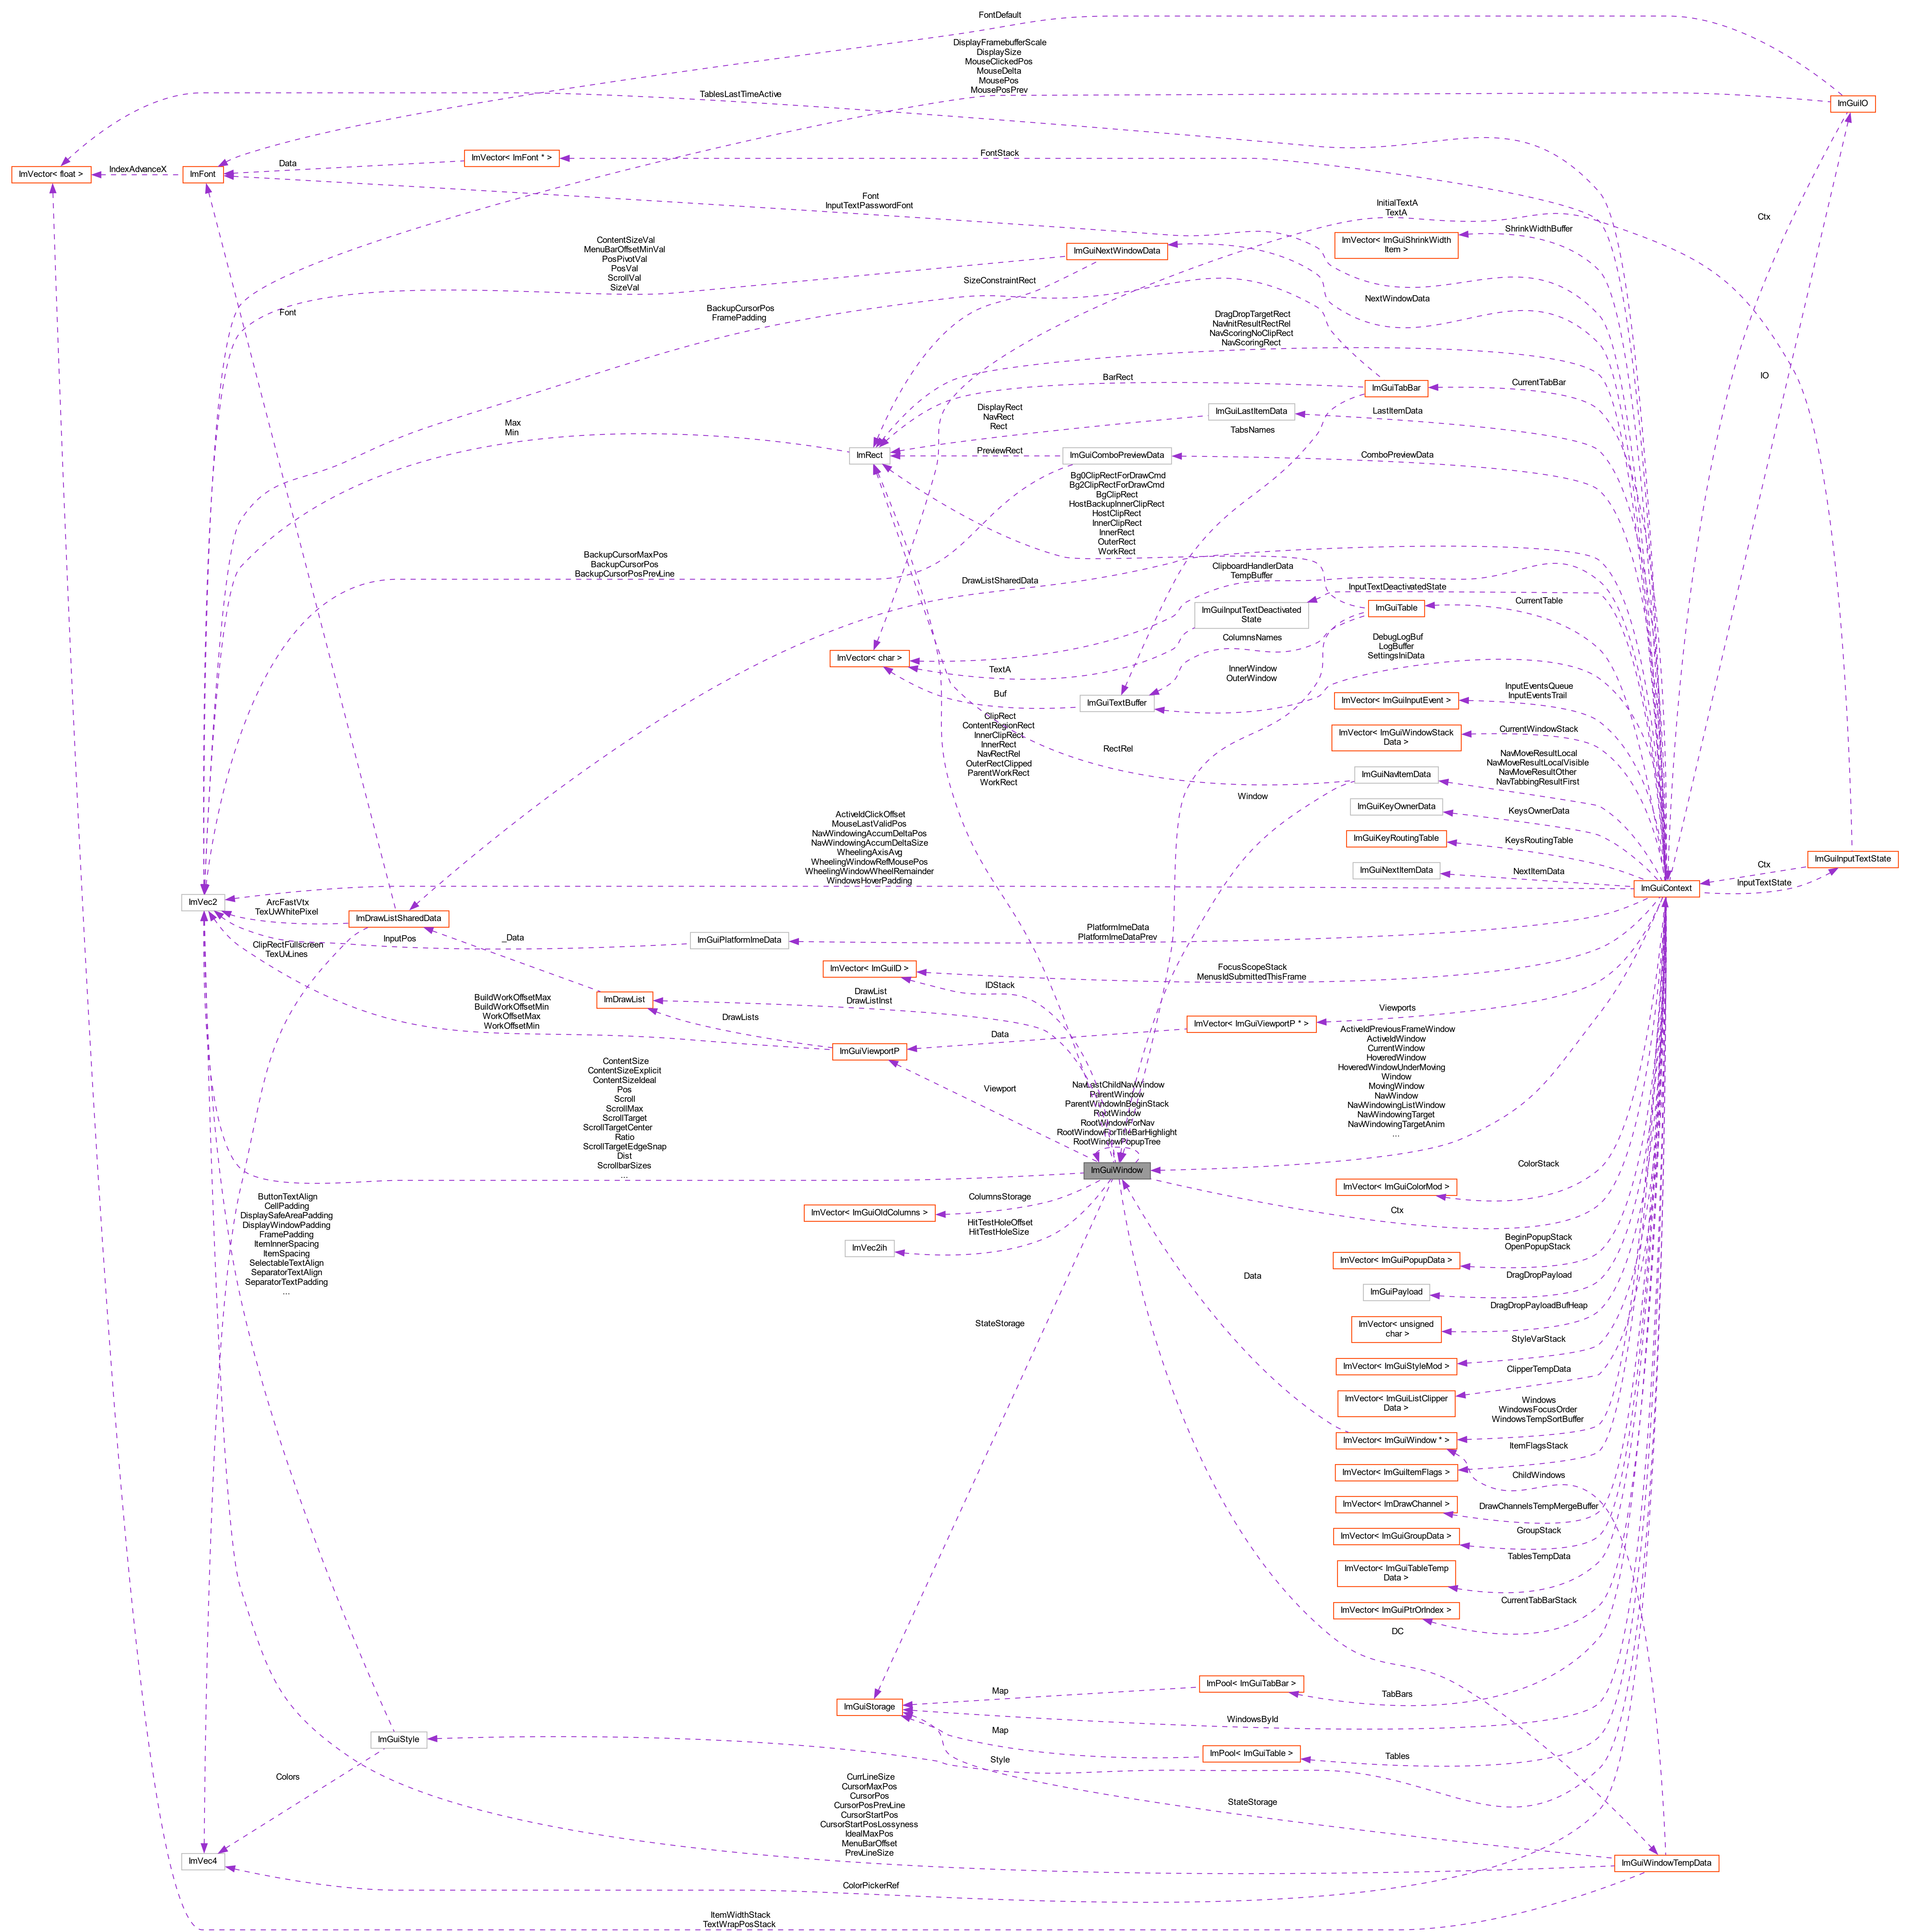 FontDefault
DisplayFramebufferScale
DisplaySize
MouseClickedPos
MouseDelta
MousePos
MousePosPrev
TablesLastTimeActive
ImGuiIO
ImVector< float >
IndexAdvanceX
ImFont
Data
ImVector< ImFont * >
FontStack
Font
InputTextPasswordFont
InitialTextA
TextA
Ctx
ShrinkWidthBuffer
ImVector< ImGuiShrinkWidth
Item >
ContentSizeVal
MenuBarOffsetMinVal
PosPivotVal
PosVal
ScrollVal
SizeVal
ImGuiNextWindowData
SizeConstraintRect
NextWindowData
Font
BackupCursorPos
FramePadding
DragDropTargetRect
NavInitResultRectRel
NavScoringNoClipRect
NavScoringRect
IO
BarRect
ImGuiTabBar
CurrentTabBar
DisplayRect
NavRect
Rect
ImGuiLastItemData
LastItemData
Max
Min
TabsNames
ImRect
PreviewRect
ImGuiComboPreviewData
ComboPreviewData
Bg0ClipRectForDrawCmd
Bg2ClipRectForDrawCmd
BgClipRect
HostBackupInnerClipRect
HostClipRect
InnerClipRect
InnerRect
OuterRect
WorkRect
BackupCursorMaxPos
BackupCursorPos
BackupCursorPosPrevLine
DrawListSharedData
ClipboardHandlerData
TempBuffer
InputTextDeactivatedState
ImGuiInputTextDeactivated
State
ImGuiTable
CurrentTable
ColumnsNames
DebugLogBuf
LogBuffer
SettingsIniData
ImVector< char >
TextA
InnerWindow
OuterWindow
Buf
ImGuiTextBuffer
ImVector< ImGuiInputEvent >
InputEventsQueue
InputEventsTrail
ClipRect
ContentRegionRect
InnerClipRect
InnerRect
NavRectRel
OuterRectClipped
ParentWorkRect
WorkRect
RectRel
ImVector< ImGuiWindowStack
Data >
CurrentWindowStack
NavMoveResultLocal
NavMoveResultLocalVisible
NavMoveResultOther
NavTabbingResultFirst
ImGuiNavItemData
Window
ImGuiKeyOwnerData
KeysOwnerData
ActiveIdClickOffset
MouseLastValidPos
NavWindowingAccumDeltaPos
NavWindowingAccumDeltaSize
WheelingAxisAvg
WheelingWindowRefMousePos
WheelingWindowWheelRemainder
WindowsHoverPadding
ImGuiKeyRoutingTable
KeysRoutingTable
ImGuiInputTextState
Ctx
InputTextState
ImGuiNextItemData
NextItemData
ImGuiContext
ImVec2
ArcFastVtx
TexUvWhitePixel
ImDrawListSharedData
_Data
InputPos
ImGuiPlatformImeData
PlatformImeData
PlatformImeDataPrev
ClipRectFullscreen
TexUvLines
ImVector< ImGuiID >
IDStack
FocusScopeStack
MenusIdSubmittedThisFrame
BuildWorkOffsetMax
BuildWorkOffsetMin
WorkOffsetMax
WorkOffsetMin
ImDrawList
DrawList
DrawListInst
DrawLists
ImVector< ImGuiViewportP * >
Viewports
Data
ImGuiViewportP
ActiveIdPreviousFrameWindow
ActiveIdWindow
CurrentWindow
HoveredWindow
HoveredWindowUnderMoving
Window
MovingWindow
NavWindow
NavWindowingListWindow
NavWindowingTarget
NavWindowingTargetAnim
...
ContentSize
ContentSizeExplicit
ContentSizeIdeal
Pos
Scroll
ScrollMax
ScrollTarget
ScrollTargetCenter
Ratio
ScrollTargetEdgeSnap
Dist
ScrollbarSizes
...
Viewport
NavLastChildNavWindow
ParentWindow
ParentWindowInBeginStack
RootWindow
RootWindowForNav
RootWindowForTitleBarHighlight
RootWindowPopupTree
ImGuiWindow
ColorStack
ImVector< ImGuiColorMod >
ButtonTextAlign
CellPadding
DisplaySafeAreaPadding
DisplayWindowPadding
FramePadding
ItemInnerSpacing
ItemSpacing
SelectableTextAlign
SeparatorTextAlign
SeparatorTextPadding
...
ColumnsStorage
ImVector< ImGuiOldColumns >
Ctx
HitTestHoleOffset
HitTestHoleSize
ImVec2ih
BeginPopupStack
OpenPopupStack
ImVector< ImGuiPopupData >
Data
DragDropPayload
ImGuiPayload
DragDropPayloadBufHeap
ImVector< unsigned
char >
StateStorage
StyleVarStack
ImVector< ImGuiStyleMod >
ClipperTempData
ImVector< ImGuiListClipper
Data >
Windows
WindowsFocusOrder
WindowsTempSortBuffer
ImVector< ImGuiWindow * >
ItemFlagsStack
ImVector< ImGuiItemFlags >
ChildWindows
ImVector< ImDrawChannel >
DrawChannelsTempMergeBuffer
ImVector< ImGuiGroupData >
GroupStack
TablesTempData
ImVector< ImGuiTableTemp
Data >
CurrentTabBarStack
ImVector< ImGuiPtrOrIndex >
DC
ImPool< ImGuiTabBar >
Map
TabBars
ImGuiStorage
WindowsById
ImGuiStyle
Map
ImPool< ImGuiTable >
Tables
Style
Colors
CurrLineSize
CursorMaxPos
CursorPos
CursorPosPrevLine
CursorStartPos
CursorStartPosLossyness
IdealMaxPos
MenuBarOffset
PrevLineSize
StateStorage
ImVec4
ImGuiWindowTempData
ColorPickerRef
ItemWidthStack
TextWrapPosStack